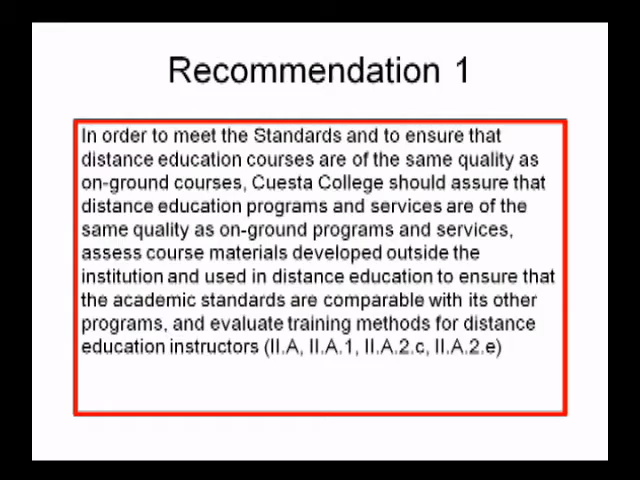 Recommendation 1
In order to meet the Standards and to ensure that
distance education courses are of the same quality as
on-ground courses, Cuesta College should assure that
distance education programs and services are of the
same quality as on-ground programs and services,
assess course materials developed outside the
institution and used in distance education to ensure that
the academic standards are comparable with its other
programs, and evaluate training methods for distance
education instructors (II.A, II.A.1, II.A.2.c, II.A.2.e)